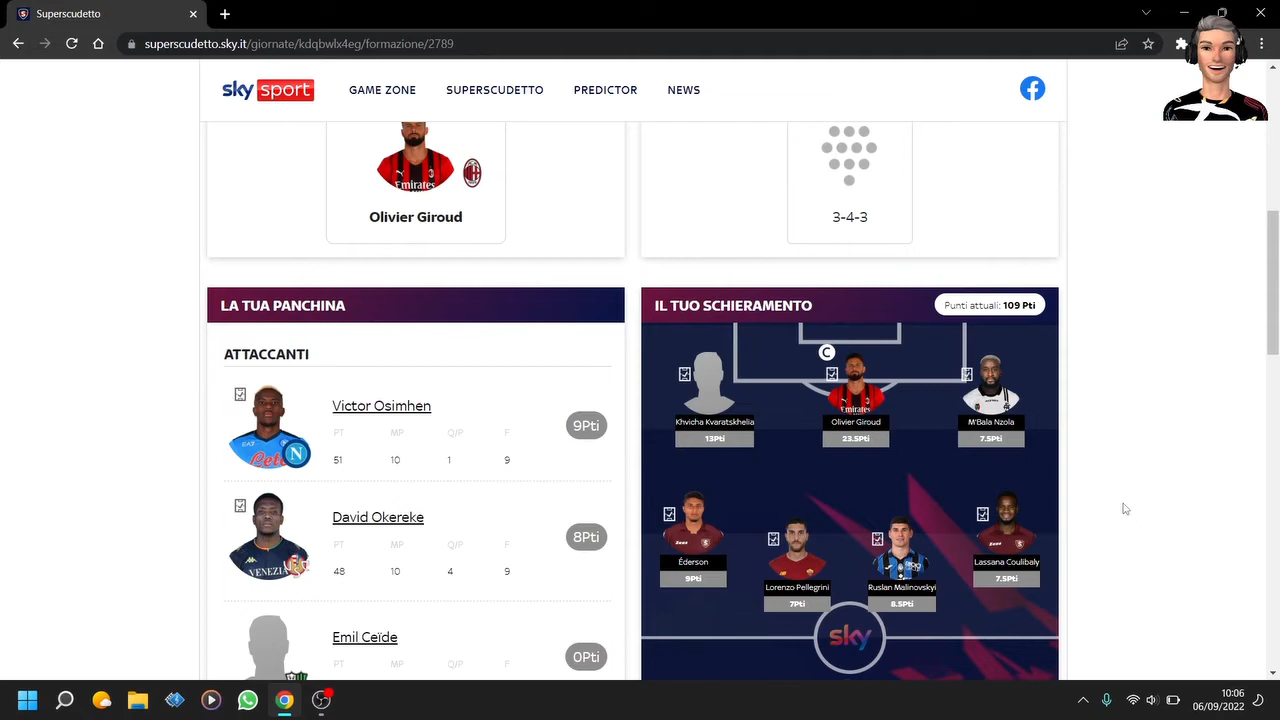 Superscudetto
superscudetto.sky.it/giornate/kdqbwlx4eg/formazione/2789
sky sport GAME ZONE SUPERSCUDETTO PREDICTOR NEWS
Emirates
Olivier Giroud
3-4-3
LA TUA PANCHINA
ATTACCANTI
Victor Osimhen
PT MP Q/P F
51 10 1 9
9Pti
N
David Okereke
PT MP Q/P F
48 10 4 9
8Pti
VENEZIA
Emil Ceïde
PT MP Q/P F
0Pti
IL TUO SCHIERAMENTO Punti attuali: 109 Pti
C
Khvicha Kvaratskhelia
13Pti
Emirates
Olivier Giroud
23.5Pti
M'Bala Nzola
7.5Pti
Éderson
9Pti
Lorenzo Pellegrini
7Pti
Ruslan Malinovskyi
8.5Pti
Lassana Coulibaly
7.5Pti
sky
10:06
06/09/2022